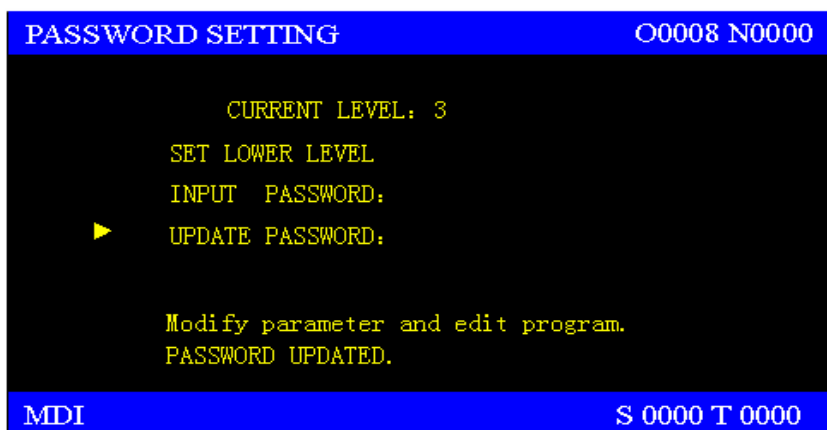 PASSWORD SETTING O0008 N0000
CURRENT LEVEL: 3
SET LOWER LEVEL
INPUT PASSWORD:
UPDATE PASSWORD:
Modify parameter and edit program.
PASSWORD UPDATED.
MDI S 0000 T 0000